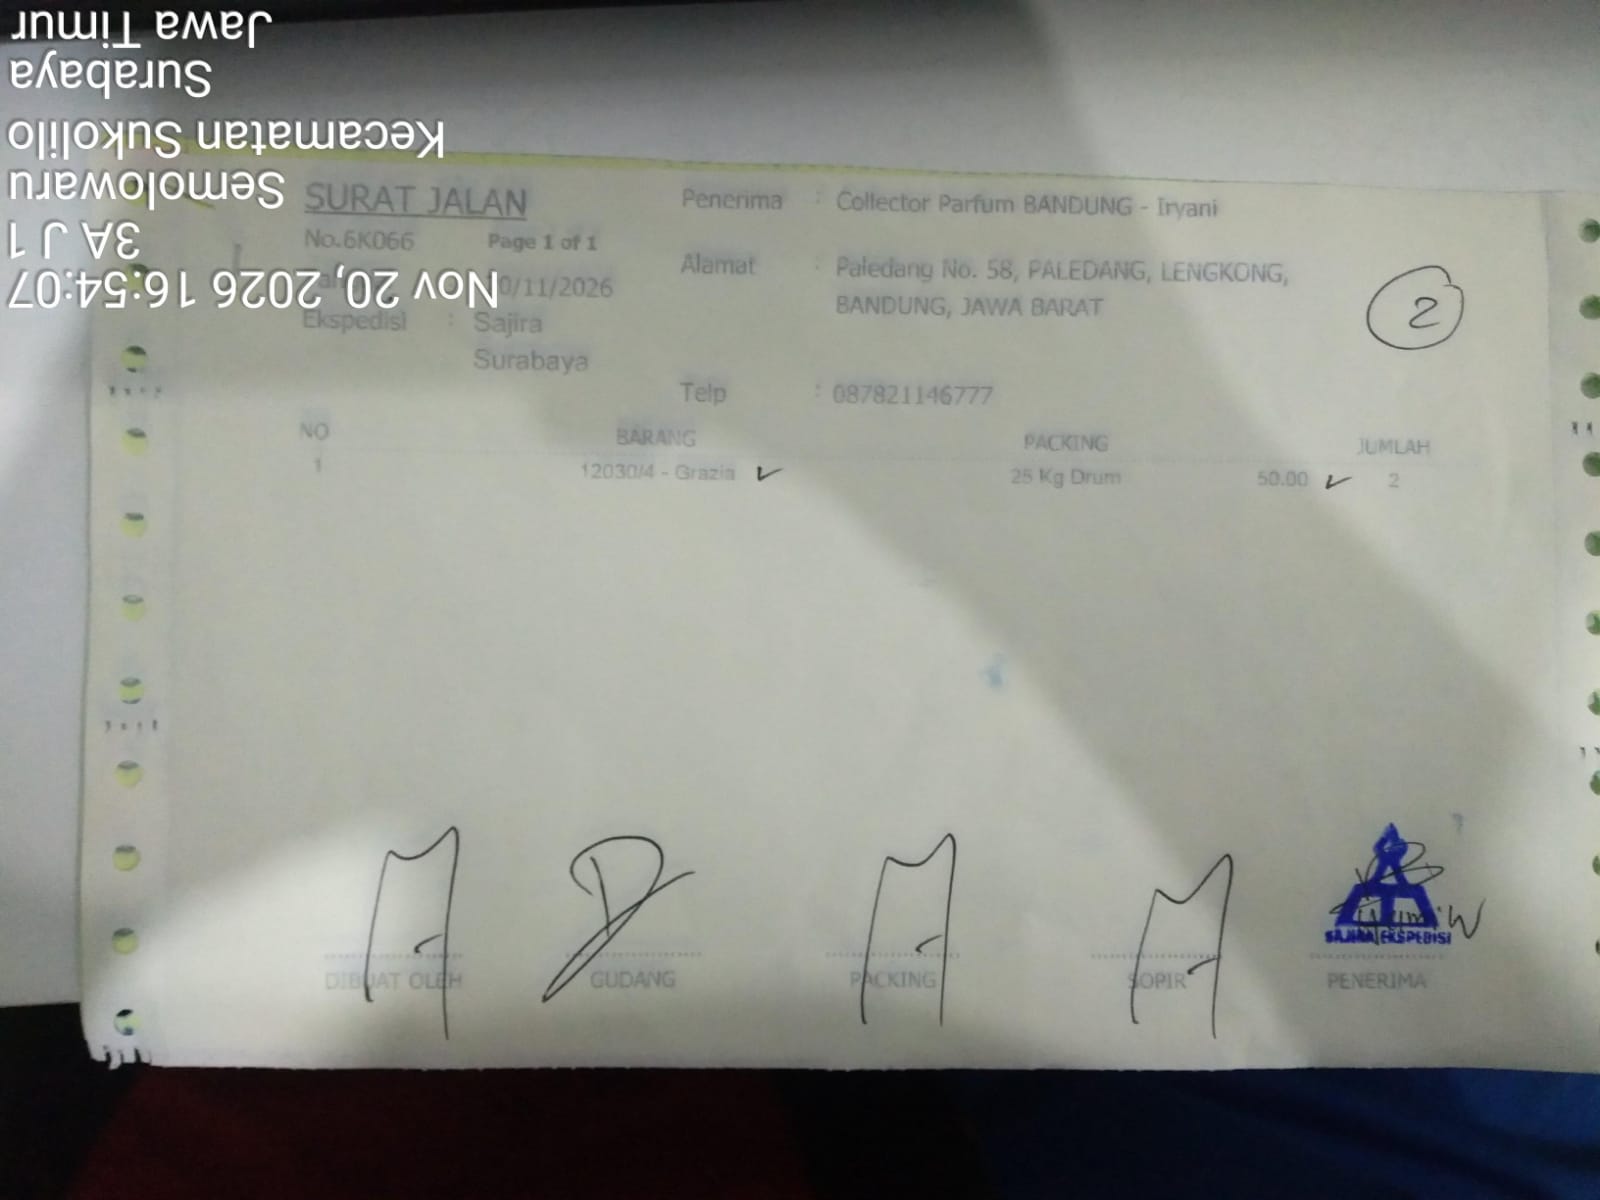 Nov 20, 2026 16:54:07
3A J 1
Semolowaru
Kecamatan Sukolilo
Surabaya
Jawa Timur
SURAT JALAN
No.6K066 Page 1 of 1
0/11/2026
Ekspedisi : Sajira
Surabaya
Penerima : Collector Parfum BANDUNG - Iryani
Alamat : Paledang No. 58, PALEDANG, LENGKONG,
BANDUNG, JAWA BARAT
Telp : 087821146777
2
NO BARANG PACKING JUMLAH
1 12030/4 - Grazia ✓ 25 Kg Drum 50.00 ✓ 2
SAJIRA EKSPEDISI
DIBUAT OLEH GUDANG PACKING SOPIR PENERIMA